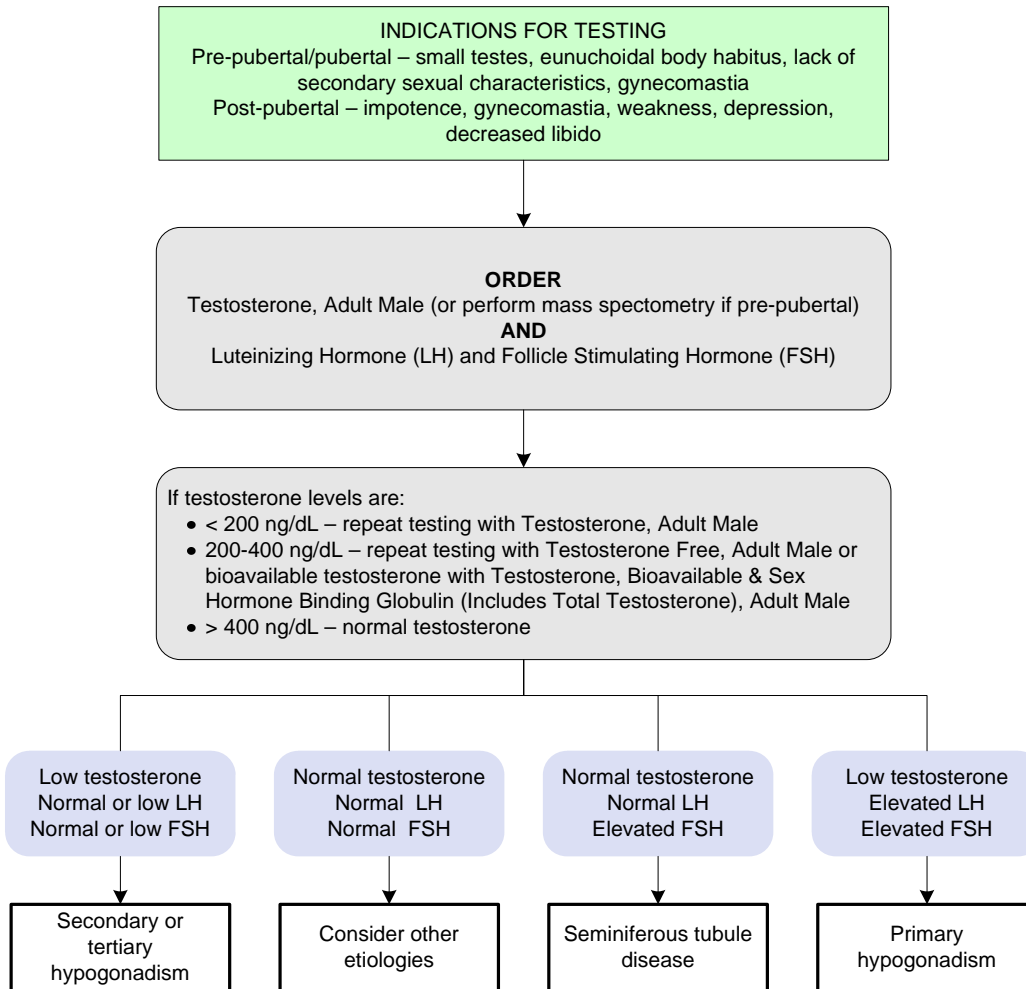 INDICATIONS FOR TESTING
Pre-pubertal/pubertal – small testes, eunuchoidal body habitus, lack of
secondary sexual characteristics, gynecomastia
Post-pubertal – impotence, gynecomastia, weakness, depression,
decreased libido
ORDER
Testosterone, Adult Male (or perform mass spectometry if pre-pubertal)
AND
Luteinizing Hormone (LH) and Follicle Stimulating Hormone (FSH)
If testosterone levels are:
• < 200 ng/dL – repeat testing with Testosterone, Adult Male
• 200-400 ng/dL – repeat testing with Testosterone Free, Adult Male or
bioavailable testosterone with Testosterone, Bioavailable & Sex
Hormone Binding Globulin (Includes Total Testosterone), Adult Male
• > 400 ng/dL – normal testosterone
Low testosterone
Normal or low LH
Normal or low FSH
Normal testosterone
Normal LH
Normal FSH
Normal testosterone
Normal LH
Elevated FSH
Low testosterone
Elevated LH
Elevated FSH
Secondary or
tertiary
hypogonadism
Consider other
etiologies
Seminiferous tubule
disease
Primary
hypogonadism